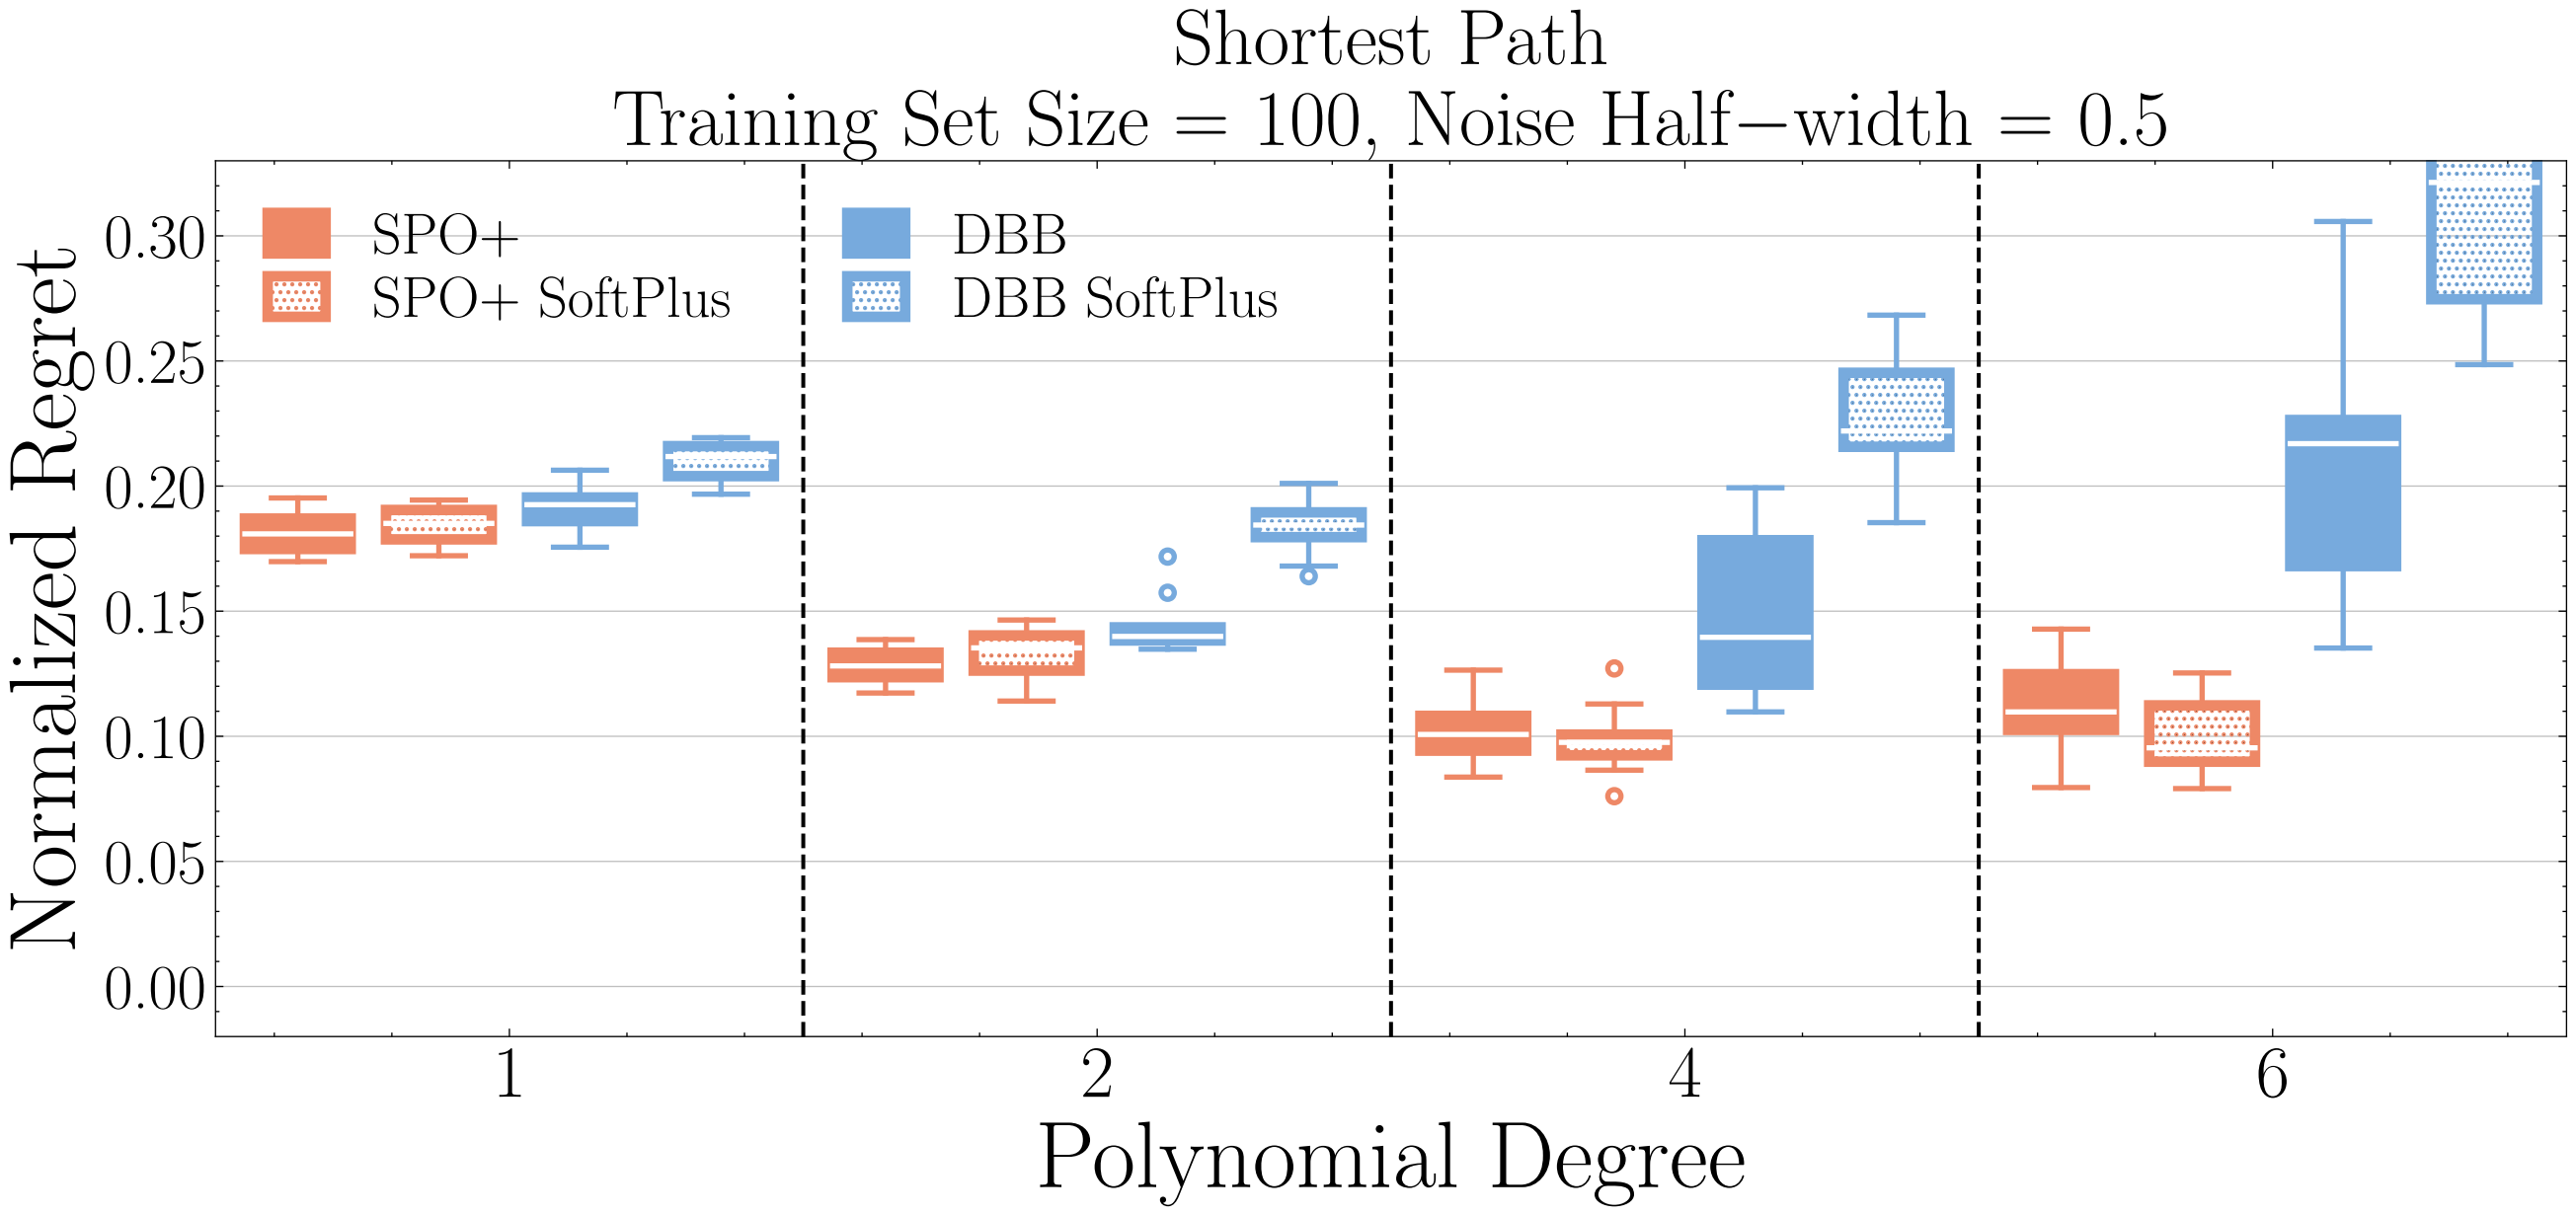 Shortest Path
Training Set Size = 100, Noise Half−width = 0.5
SPO+
SPO+ SoftPlus
DBB
DBB SoftPlus
Normalized Regret
0.30
0.25
0.20
0.15
0.10
0.05
0.00
1 2 4 6
Polynomial Degree